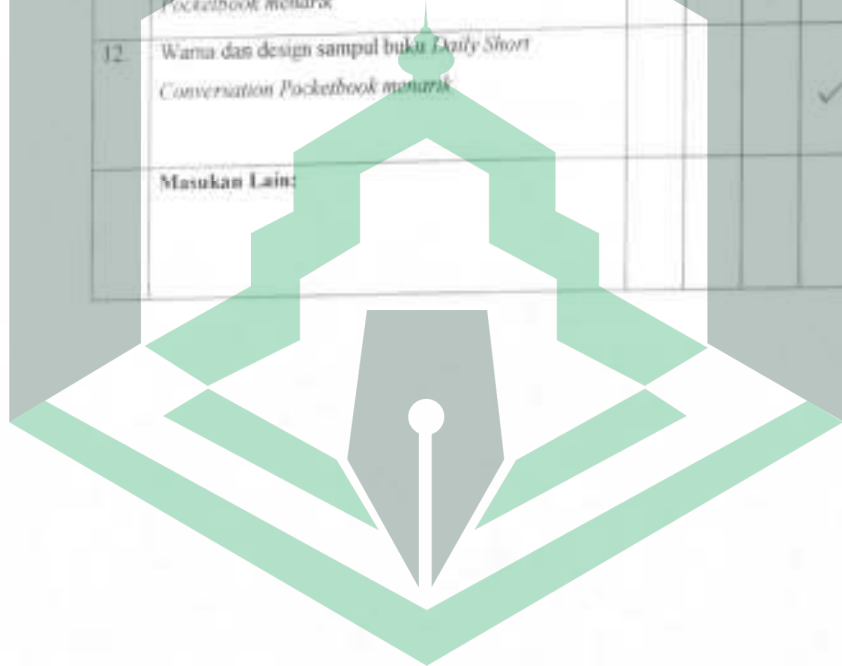 Pocketbook menarik
12. Warna dan design sampul buku Daily Short
Conversation Pocketbook menarik
Masukan Lain: